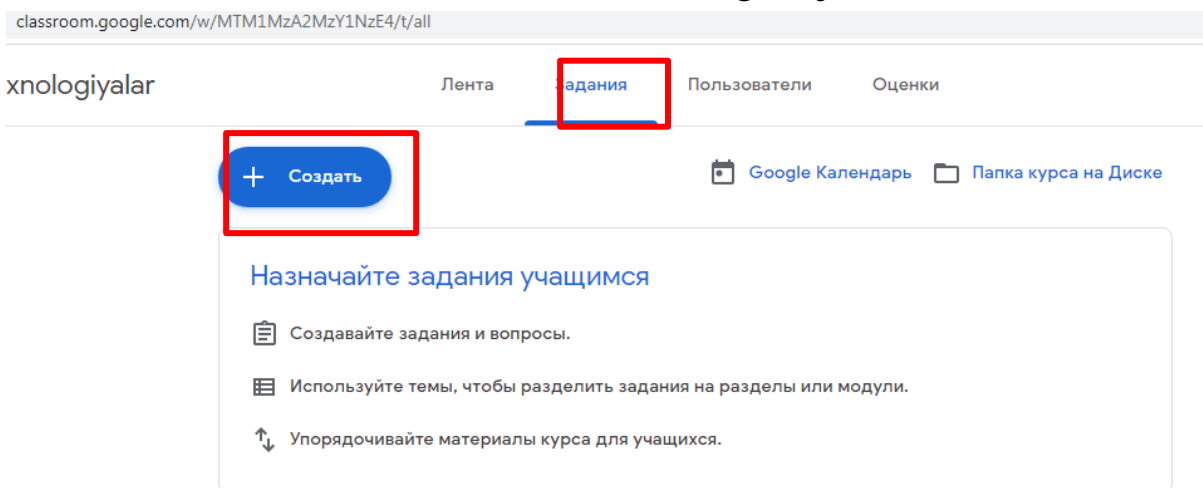 classroom.google.com/w/MTM1MzA2MzY1NzE4/t/all
xnologiyalar Лента Задания Пользователи Оценки
+ Создать Google Календарь Папка курса на Диске
Назначайте задания учащимся
Создавайте задания и вопросы.
Используйте темы, чтобы разделить задания на разделы или модули.
Упорядочивайте материалы курса для учащихся.